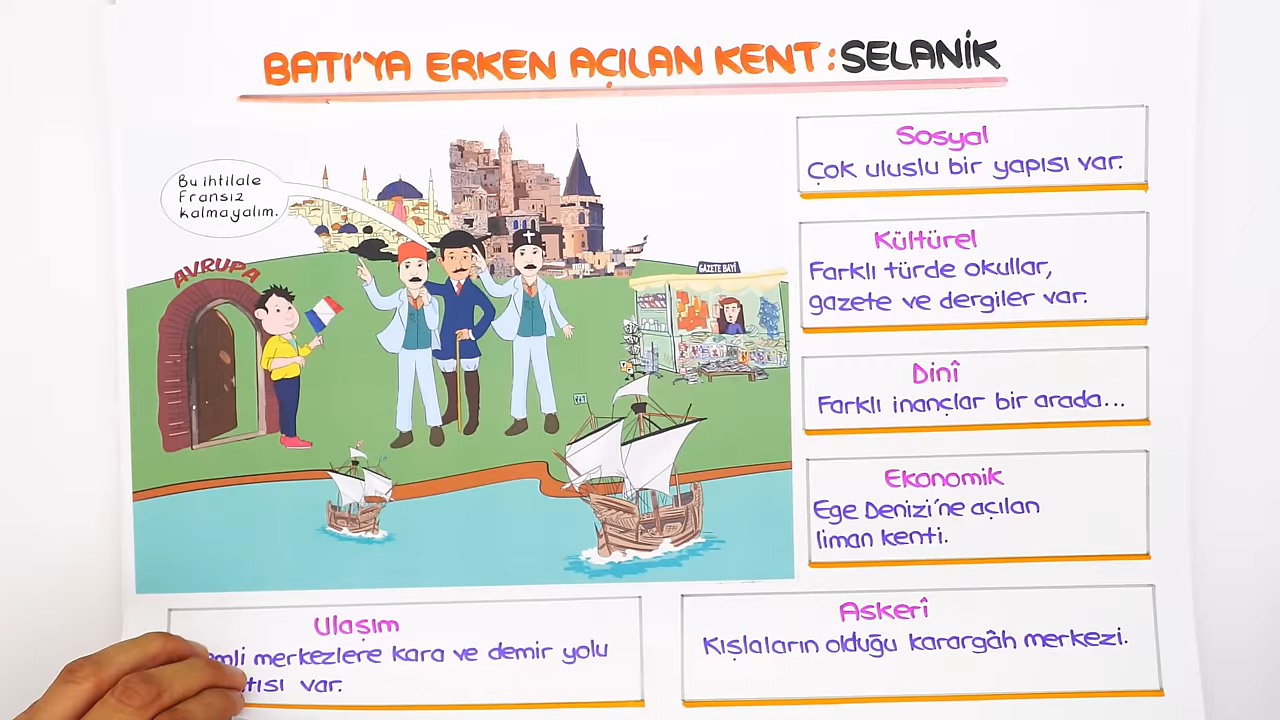 BATI'YA ERKEN AÇILAN KENT: SELANİK
Bu ihtilale
Fransız
kalmayalım.
AVRUPA
GAZETE BAYİ
Sosyal
Çok uluslu bir yapısı var.
Kültürel
Farklı türde okullar,
gazete ve dergiler var.
Dinî
Farklı inançlar bir arada...
Ekonomik
Ege Denizi'ne açılan
liman kenti.
Ulaşım
merkezlere kara ve demir yolu
var.
Askerî
Kışlaların olduğu karargâh merkezi.